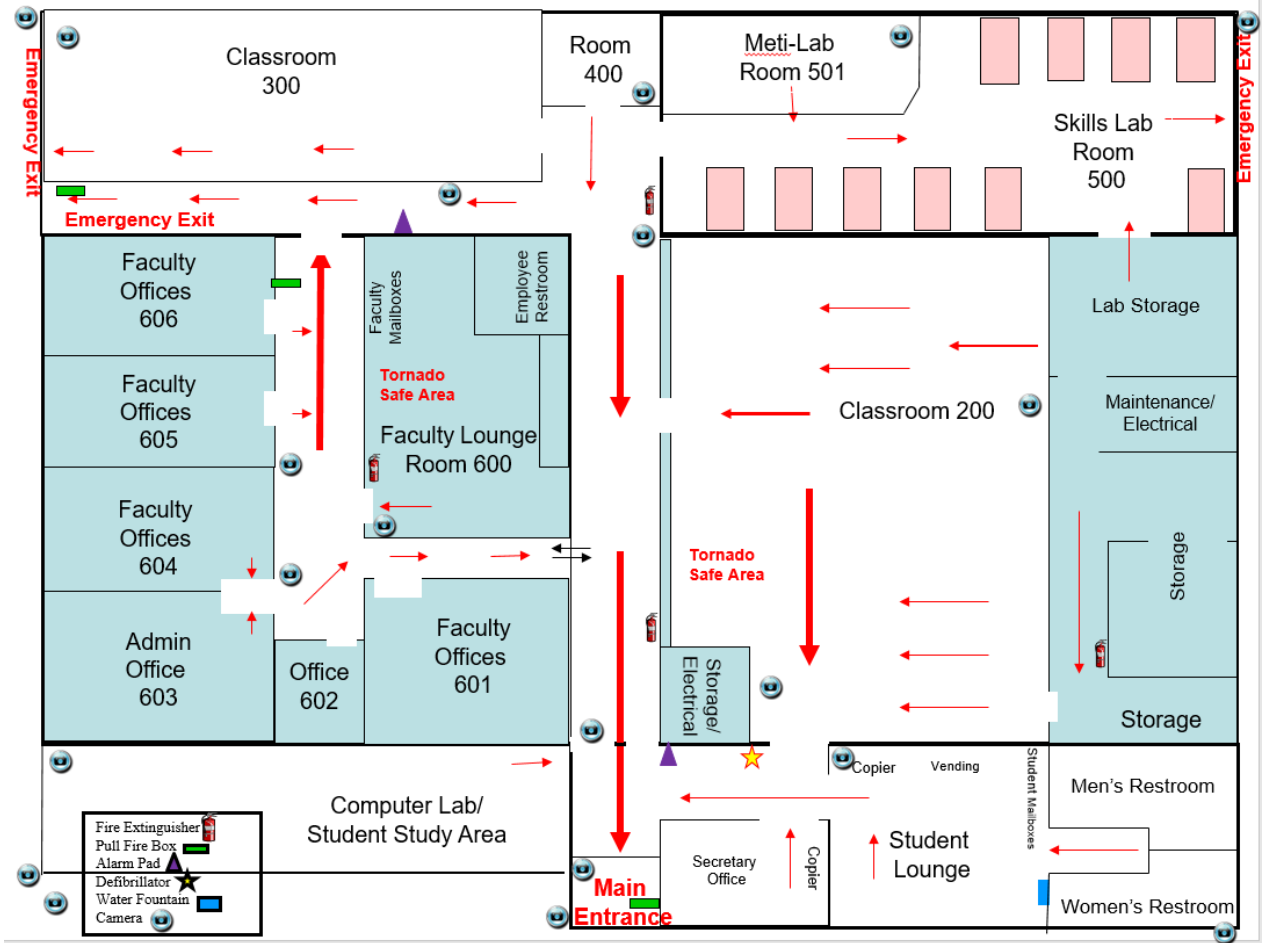 Classroom
300
Room
400
Meti-Lab
Room 501
Skills Lab
Room
500
Emergency Exit
Emergency Exit
Emergency Exit
Faculty
Offices
606
Faculty
Mailboxes
Employee
Restroom
Lab Storage
Tornado
Safe Area
Faculty
Offices
605
Faculty Lounge
Room 600
Classroom 200
Maintenance/
Electrical
Faculty
Offices
604
Tornado
Safe Area
Storage
Admin
Office
603
Office
602
Faculty
Offices
601
Storage/
Electrical
Storage
Computer Lab/
Student Study Area
Copier
Vending
Student Mailboxes
Men's Restroom
Student
Lounge
Secretary
Office
Copier
Women's Restroom
Main
Entrance
Fire Extinguisher
Pull Fire Box
Alarm Pad
Defibrillator
Water Fountain
Camera